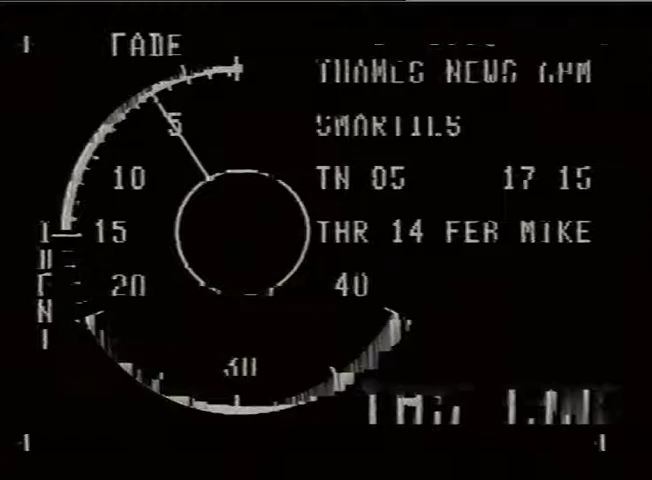 FADE
THAMES NEWS 6PM
SMARTIES
5
TN 05 17 15
10
THR 14 FEB MIKE
15
20 40
30